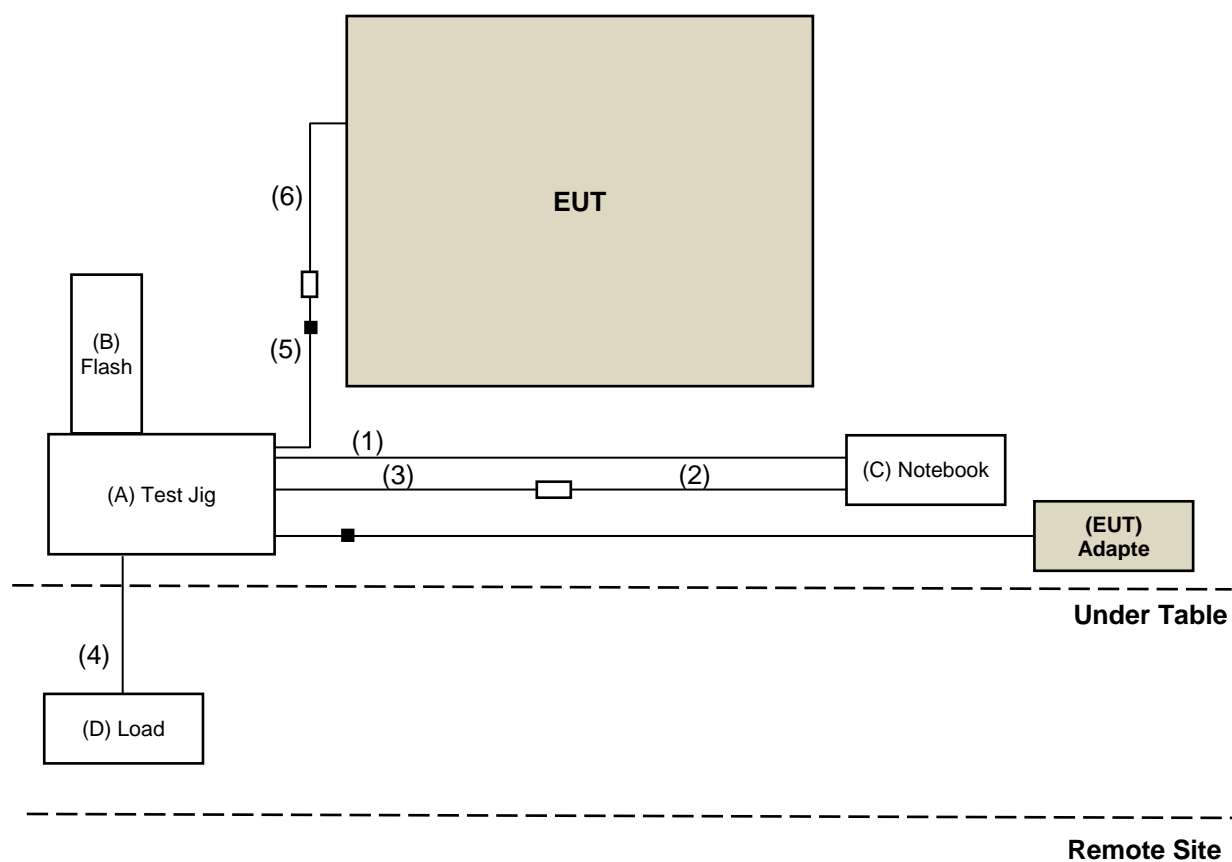 EUT
(6)
(5)
(B)
Flash
(1)
(A) Test Jig
(3)
(2)
(C) Notebook
(EUT)
Adapte
Under Table
(4)
(D) Load
Remote Site